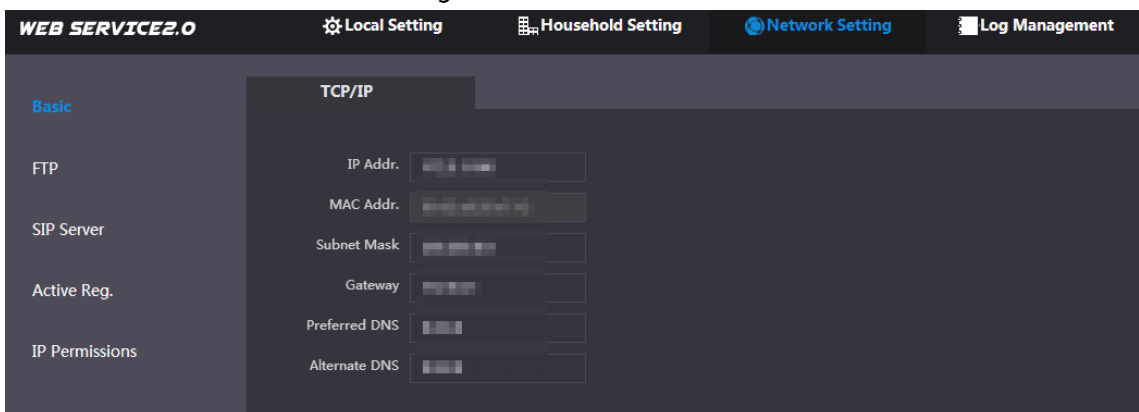 WEB SERVICE2.0 Local Setting Household Setting Network Setting Log Management
Basic
TCP/IP
FTP
SIP Server
Active Reg.
IP Permissions
IP Addr.
MAC Addr.
Subnet Mask
Gateway
Preferred DNS
Alternate DNS